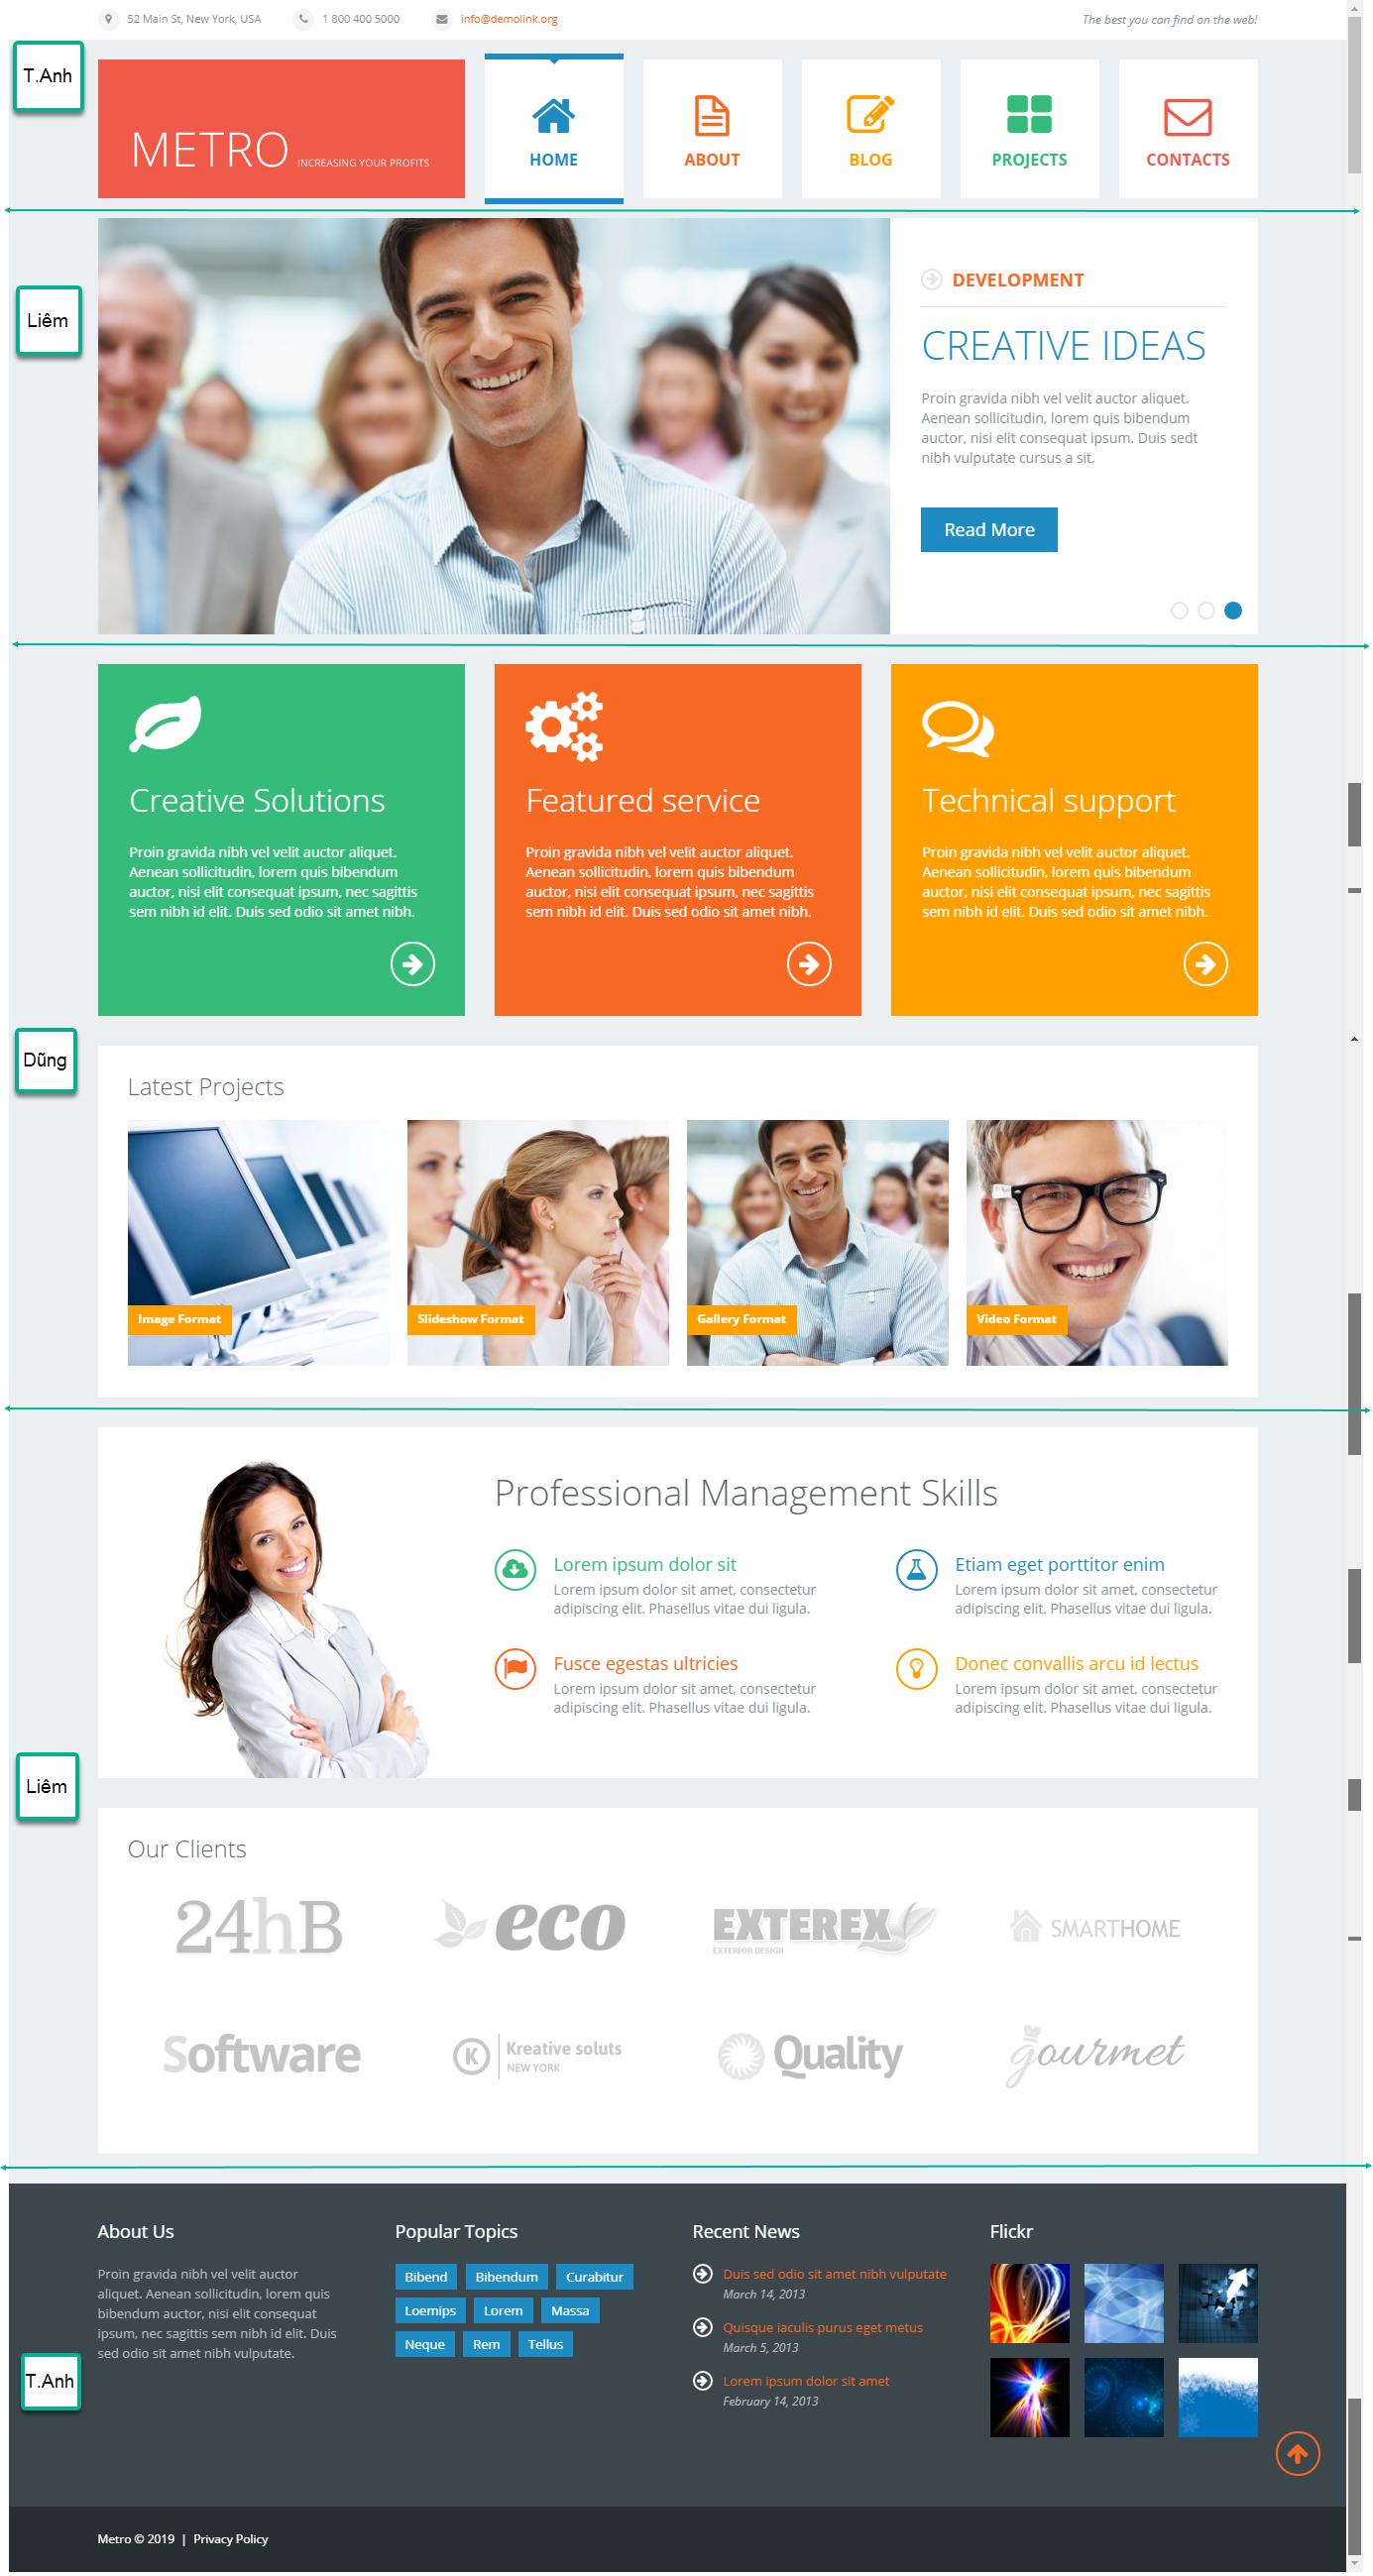 52 Main St, New York, USA
1 800 400 5000
info@demolink.org
The best you can find on the web!
T.Anh
METRO INCREASING YOUR PROFITS
HOME
ABOUT
BLOG
PROJECTS
CONTACTS
Liêm
DEVELOPMENT
CREATIVE IDEAS
Proin gravida nibh vel velit auctor aliquet.
Aenean sollicitudin, lorem quis bibendum
auctor, nisi elit consequat ipsum. Duis sedt
nibh vulputate cursus a sit.
Read More
Creative Solutions
Proin gravida nibh vel velit auctor aliquet.
Aenean sollicitudin, lorem quis bibendum
auctor, nisi elit consequat ipsum, nec sagittis
sem nibh id elit. Duis sed odio sit amet nibh.
Featured service
Proin gravida nibh vel velit auctor aliquet.
Aenean sollicitudin, lorem quis bibendum
auctor, nisi elit consequat ipsum, nec sagittis
sem nibh id elit. Duis sed odio sit amet nibh.
Technical support
Proin gravida nibh vel velit auctor aliquet.
Aenean sollicitudin, lorem quis bibendum
auctor, nisi elit consequat ipsum, nec sagittis
sem nibh id elit. Duis sed odio sit amet nibh.
Dũng
Latest Projects
Image Format
Slideshow Format
Gallery Format
Video Format
Professional Management Skills
Lorem ipsum dolor sit
Lorem ipsum dolor sit amet, consectetur
adipiscing elit. Phasellus vitae dui ligula.
Etiam eget porttitor enim
Lorem ipsum dolor sit amet, consectetur
adipiscing elit. Phasellus vitae dui ligula.
Fusce egestas ultricies
Lorem ipsum dolor sit amet, consectetur
adipiscing elit. Phasellus vitae dui ligula.
Donec convallis arcu id lectus
Lorem ipsum dolor sit amet, consectetur
adipiscing elit. Phasellus vitae dui ligula.
Liêm
Our Clients
24hB
eco
EXTEREX
EXTERIOR DESIGN
SMARTHOME
Software
K
Kreative soluts
NEW YORK
Quality
gourmet
About Us
Proin gravida nibh vel velit auctor
aliquet. Aenean sollicitudin, lorem quis
bibendum auctor, nisi elit consequat
ipsum, nec sagittis sem nibh id elit. Duis
sed odio sit amet nibh vulputate.
T.Anh
Popular Topics
Bibend Bibendum Curabitur
Loemips Lorem Massa
Neque Rem Tellus
Recent News
Duis sed odio sit amet nibh vulputate
March 14, 2013
Quisque iaculis purus eget metus
March 5, 2013
Lorem ipsum dolor sit amet
February 14, 2013
Flickr
Metro © 2019 | Privacy Policy